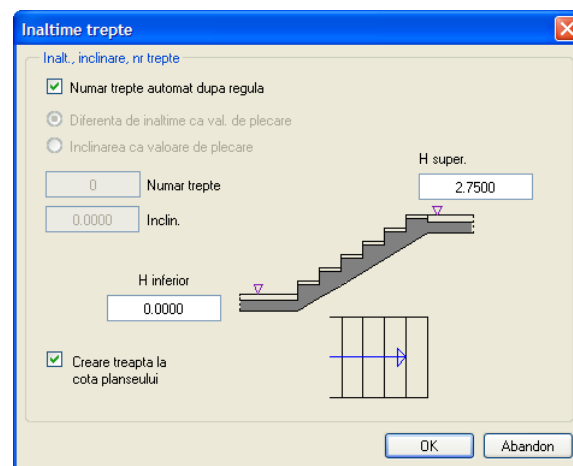 Inaltime trepte
Inalt., inclinare, nr trepte
Numar trepte automat dupa regula
Diferenta de inaltime ca val. de plecare
Inclinarea ca valoare de plecare
H super.
0 Numar trepte
2.7500
0.0000 Inclin.
H inferior
0.0000
Creare treapta la
cota planseului
OK Abandon